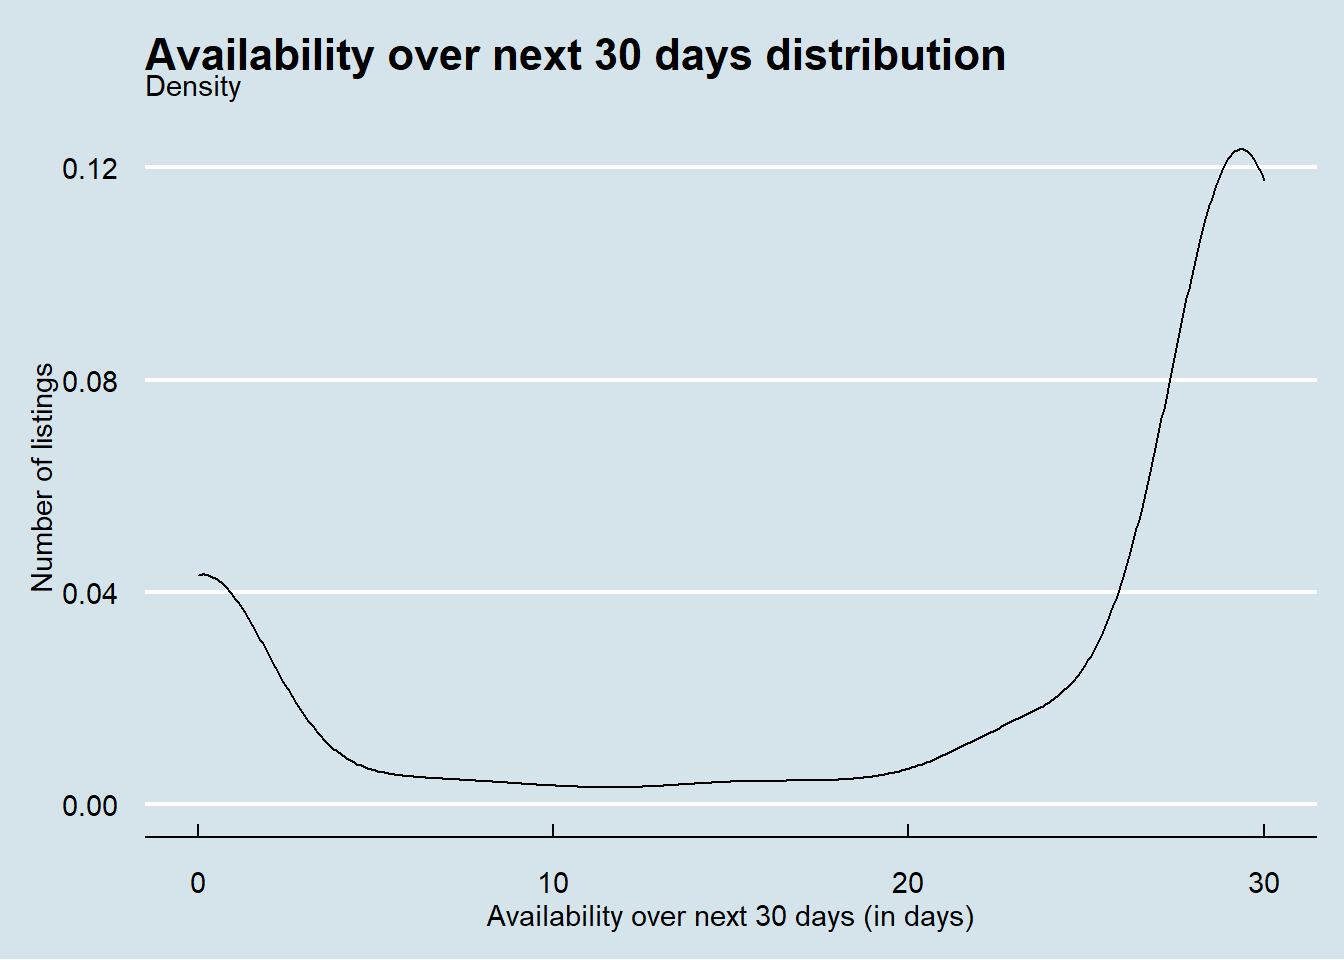 Availability over next 30 days distribution
Density
0.12
0.08
0.04
0.00
Number of listings
0 10 20 30
Availability over next 30 days (in days)